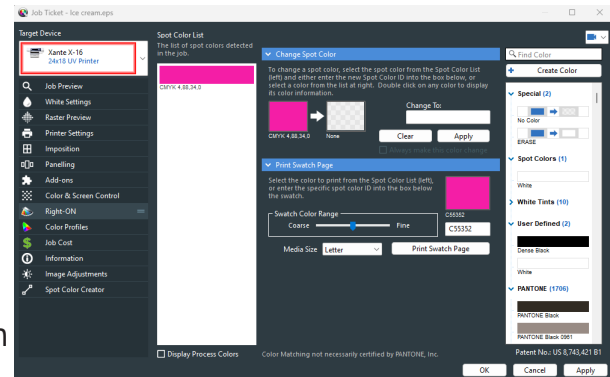 Job Ticket - Ice cream.eps
Target Device
Xante X-16
24x18 UV Printer
Job Preview
White Settings
Raster Preview
Printer Settings
Imposition
Panelling
Add-ons
Color & Screen Control
Right-ON
Color Profiles
Job Cost
Information
Image Adjustments
Spot Color Creator
Spot Color List
The list of spot colors detected
in the job.
CMYK 4,88,34,0
Display Process Colors
Change Spot Color
To change a spot color, select the spot color from the Spot Color List
(left) and either enter the new Spot Color ID into the box below, or
select a color from the list at right. Double click on any color to display
its color information.
Change To:
CMYK 4,88,34,0
None
Clear
Apply
Always make this color change
Print Swatch Page
Select the color to print from the Spot Color List (left),
or enter the specific spot color ID into the box below
the swatch.
Swatch Color Range
Coarse
Fine
C55352
C55352
Media Size
Letter
Print Swatch Page
Color Matching not necessarily certified by PANTONE, Inc.
Find Color
+ Create Color
Special (2)
No Color
ERASE
Spot Colors (1)
White
White Tints (10)
User Defined (2)
Dense Black
White
PANTONE (1706)
PANTONE Black
PANTONE Black 0961
Patent No.: US 8,743,421 B1
OK
Cancel
Apply